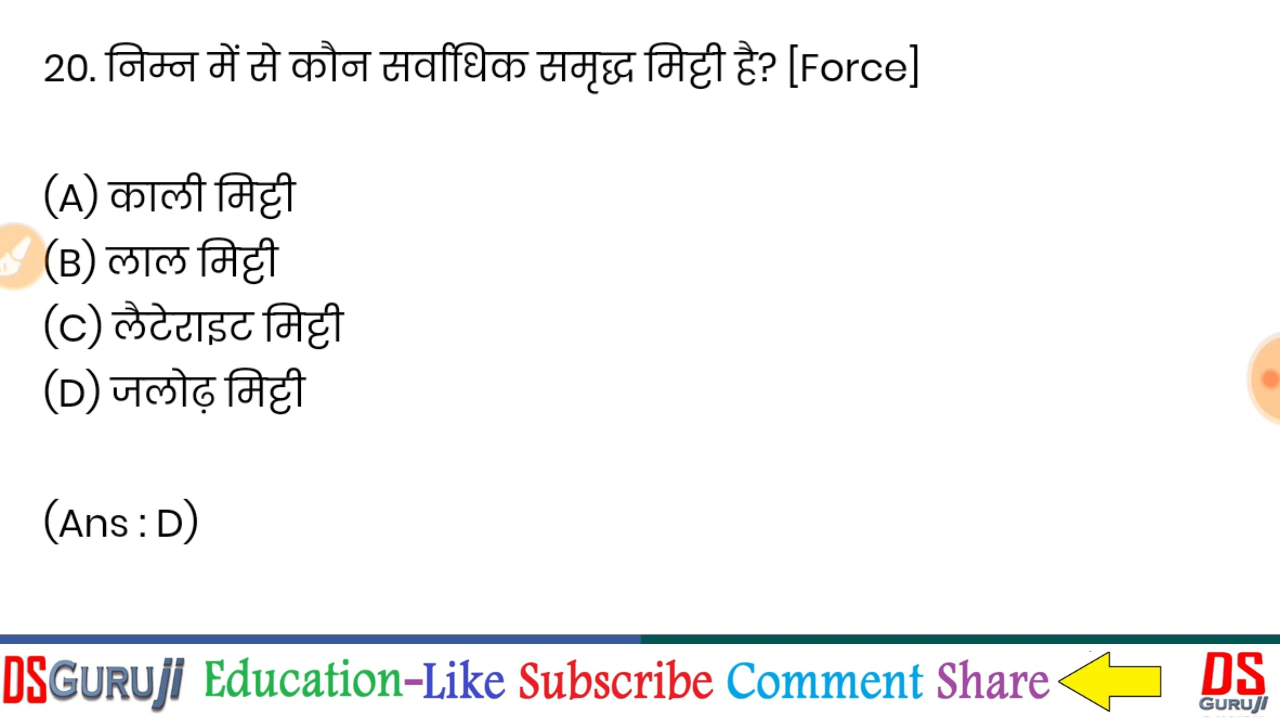 20. निम्न में से कौन सर्वाधिक समृद्ध मिट्टी है? [Force]
(A) काली मिट्टी
(B) लाल मिट्टी
(C) लैटेराइट मिट्टी
(D) जलोढ़ मिट्टी
(Ans : D)
DSGURUJI Education-Like Subscribe Comment Share DS
GURUJI